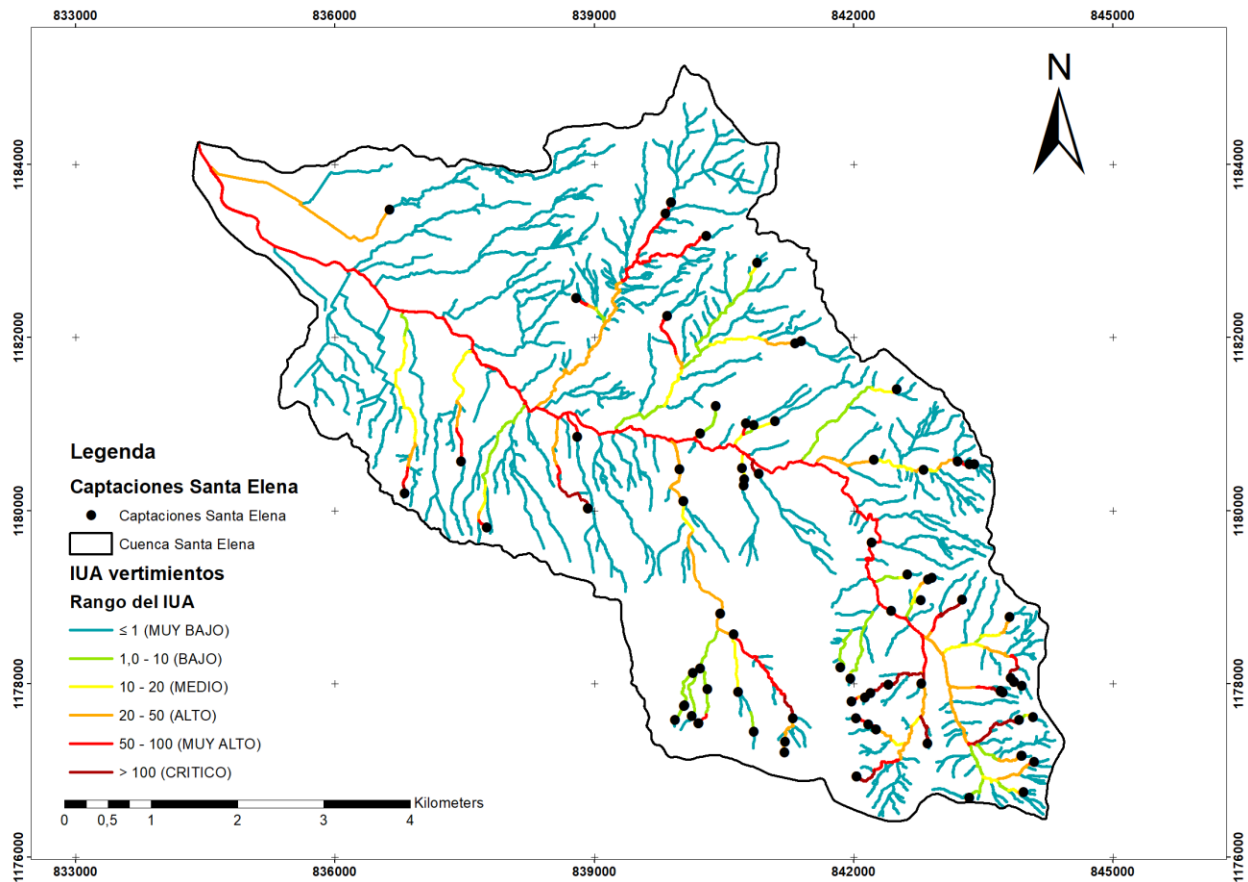 833000 836000 839000 842000 845000
N
1184000 1184000
1182000 1182000
Legenda
Captaciones Santa Elena
Captaciones Santa Elena
1180000 1180000
Cuenca Santa Elena
IUA vertimientos
Rango del IUA
≤ 1 (MUY BAJO)
1,0 - 10 (BAJO)
1178000 1178000
10 - 20 (MEDIO)
20 - 50 (ALTO)
50 - 100 (MUY ALTO)
> 100 (CRITICO)
Kilometers
0 0,5 1 2 3 4
1176000 1176000
833000 836000 839000 842000 845000